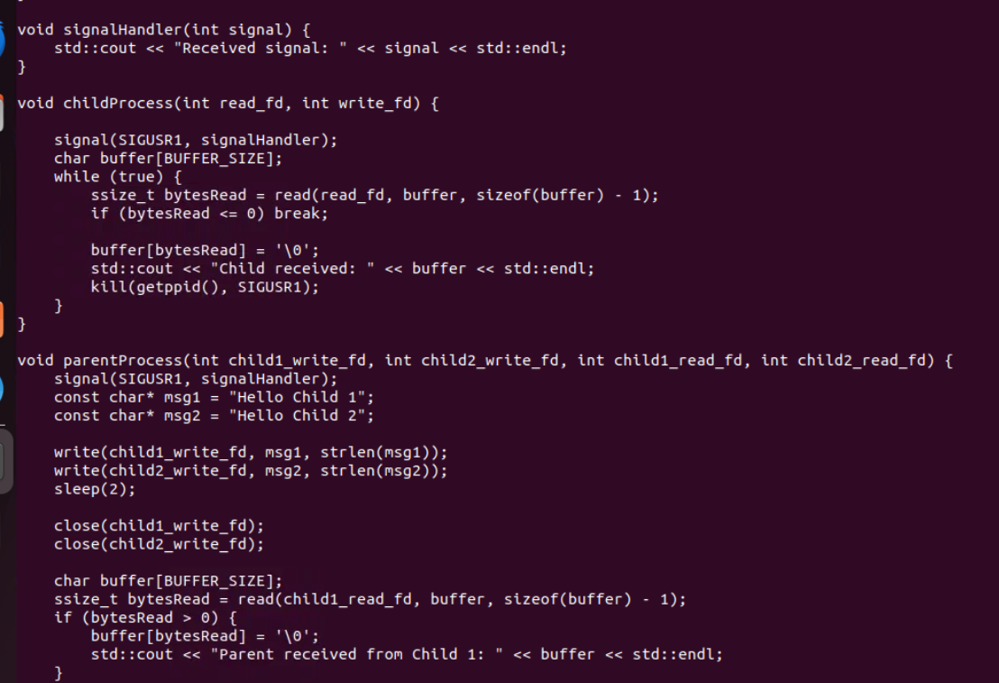 void signalHandler(int signal) {
    std::cout << "Received signal: " << signal << std::endl;
}
void childProcess(int read_fd, int write_fd) {
    signal(SIGUSR1, signalHandler);
    char buffer[BUFFER_SIZE];
    while (true) {
        ssize_t bytesRead = read(read_fd, buffer, sizeof(buffer) - 1);
        if (bytesRead <= 0) break;
        buffer[bytesRead] = '\0';
        std::cout << "Child received: " << buffer << std::endl;
        kill(getppid(), SIGUSR1);
    }
}
void parentProcess(int child1_write_fd, int child2_write_fd, int child1_read_fd, int child2_read_fd) {
    signal(SIGUSR1, signalHandler);
    const char* msg1 = "Hello Child 1";
    const char* msg2 = "Hello Child 2";
    write(child1_write_fd, msg1, strlen(msg1));
    write(child2_write_fd, msg2, strlen(msg2));
    sleep(2);
    close(child1_write_fd);
    close(child2_write_fd);
    char buffer[BUFFER_SIZE];
    ssize_t bytesRead = read(child1_read_fd, buffer, sizeof(buffer) - 1);
    if (bytesRead > 0) {
        buffer[bytesRead] = '\0';
        std::cout << "Parent received from Child 1: " << buffer << std::endl;
    }